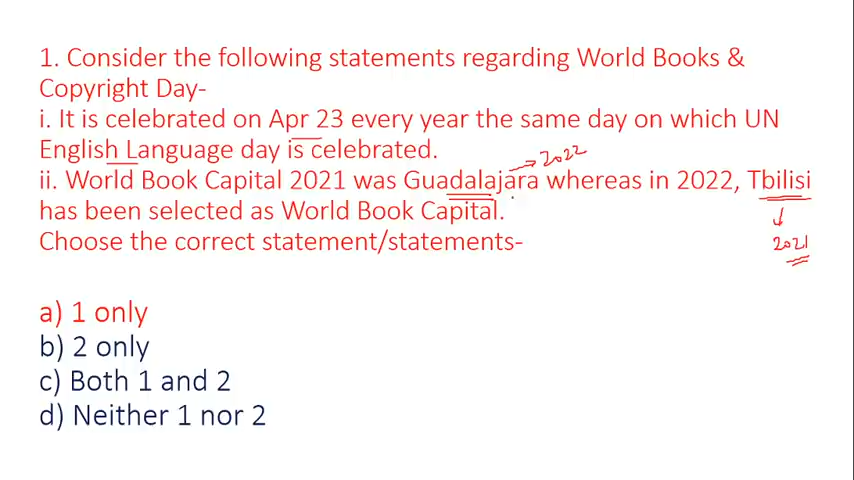 1. Consider the following statements regarding World Books &
Copyright Day-
i. It is celebrated on Apr 23 every year the same day on which UN
English Language day is celebrated.
2022
ii. World Book Capital 2021 was Guadalajara whereas in 2022, Tbilisi
has been selected as World Book Capital.
2021
Choose the correct statement/statements-
a) 1 only
b) 2 only
c) Both 1 and 2
d) Neither 1 nor 2